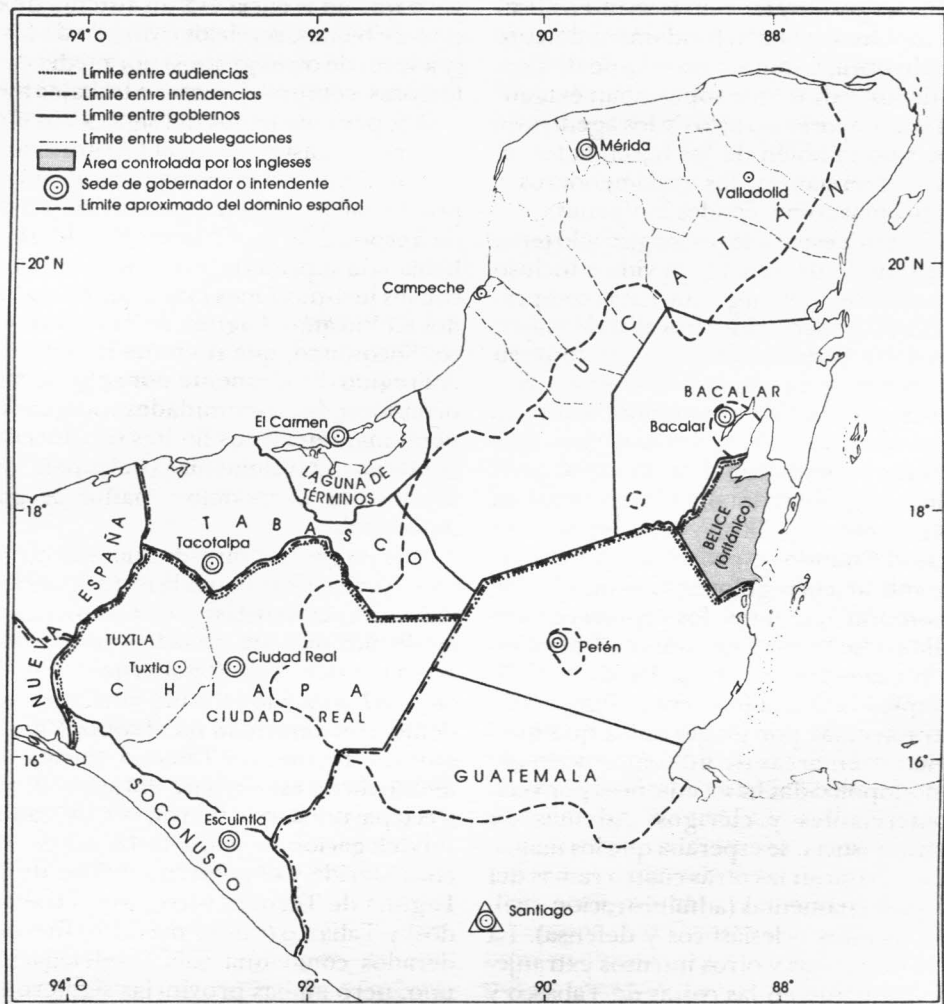 94° O
92°
90°
88°
Límite entre audiencias
Límite entre intendencias
Límite entre gobiernos
Límite entre subdelegaciones
Área controlada por los ingleses
Sede de gobernador o intendente
Límite aproximado del dominio español
Mérida
Valladolid
YUCATÁN
20° N
20° N
Campeche
BACALAR
Bacalar
El Carmen
LAGUNA DE
TÉRMINOS
18°
18°
TABASCO
Tacotalpa
BELICE
(británico)
NUEVA ESPAÑA
TUXTLA
Tuxtla
Ciudad Real
Petén
CHIAPA
CIUDAD REAL
16°
16°
GUATEMALA
SOCONUSCO
Escuintla
Santiago
94° O
92°
90°
88°